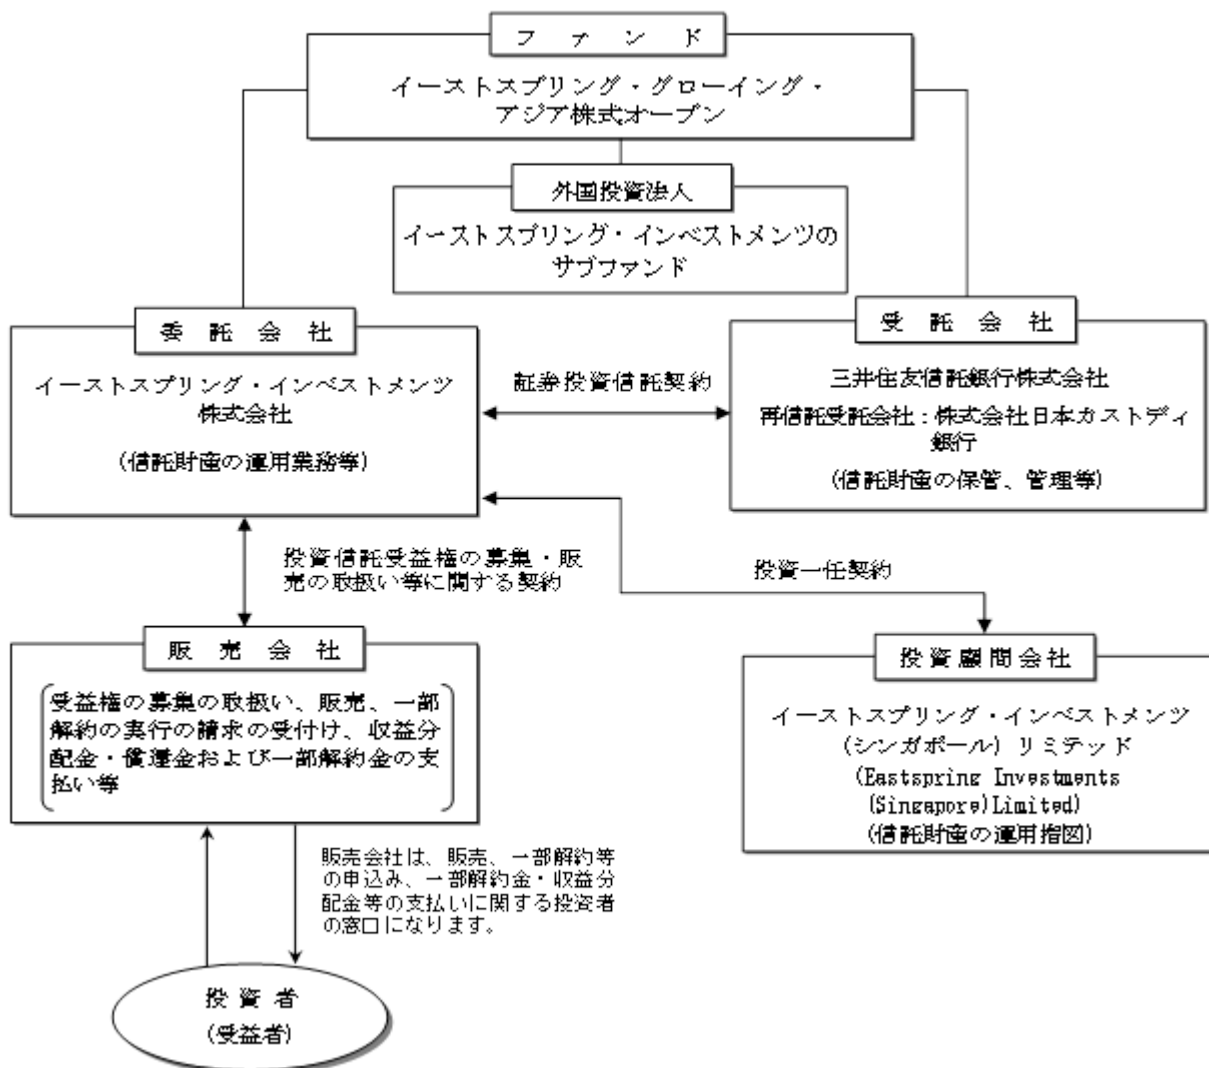 ファンド
イーストスプリング・グローイング・
アジア株式オープン
外国投資法人
イーストスプリング・インベストメンツの
サブファンド
委託会社
イーストスプリング・インベストメンツ
株式会社
(信託財産の運用業務等)
証券投資信託契約
受託会社
三井住友信託銀行株式会社
再信託受託会社：株式会社日本カストディ
銀行
(信託財産の保管、管理等)
投資信託受益権の募集・販
売の取扱い等に関する契約
投資一任契約
販売会社
受益権の募集の取扱い、販売、一部
解約の実行の請求の受付け、収益分
配金・償還金および一部解約金の支
払い等
投資顧問会社
イーストスプリング・インベストメンツ
(シンガポール) リミテッド
(Eastspring Investments
(Singapore)Limited)
(信託財産の運用指図)
販売会社は、販売、一部解約等
の申込み、一部解約金・収益分
配金等の支払いに関する投資者
の窓口になります。
投資者
(受益者)